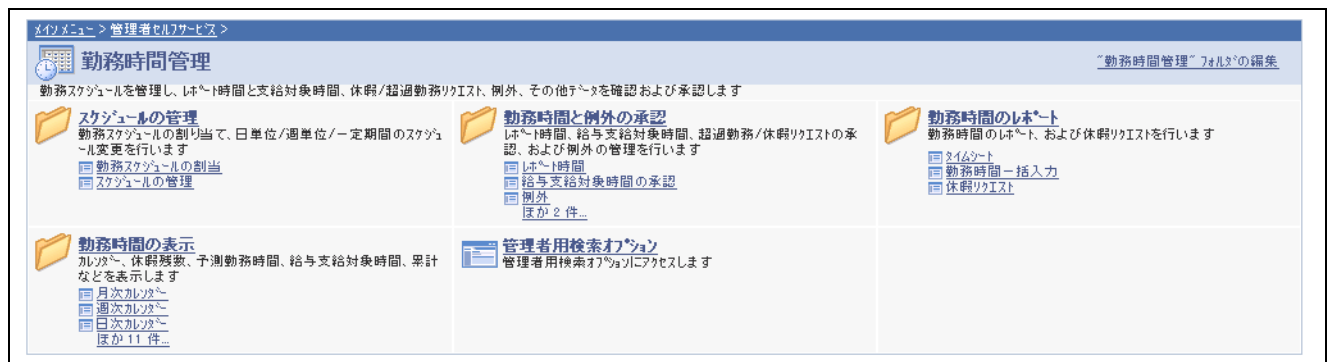 メインメニュー > 管理者セルフサービス >
勤務時間管理
"勤務時間管理" フォルダの編集
勤務スケジュールを管理し、レポート時間と支給対象時間、休暇/超過勤務リクエスト、例外、その他データを確認および承認します
スケジュールの管理
勤務スケジュールの割り当て、日単位/週単位/一定期間のスケジュ
ール変更を行います
勤務スケジュールの割当
スケジュールの管理
勤務時間と例外の承認
レポート時間、給与支給対象時間、超過勤務/休暇リクエストの承
認、および例外の管理を行います
レポート時間
給与支給対象時間の承認
例外
ほか 2 件...
勤務時間のレポート
勤務時間のレポート、および休暇リクエストを行います
タイムシート
勤務時間一括入力
休暇リクエスト
勤務時間の表示
カレンダー、休暇残数、予測勤務時間、給与支給対象時間、累計
などを表示します
月次カレンダー
週次カレンダー
日次カレンダー
ほか 11 件...
管理者用検索オプション
管理者用検索オプションにアクセスします